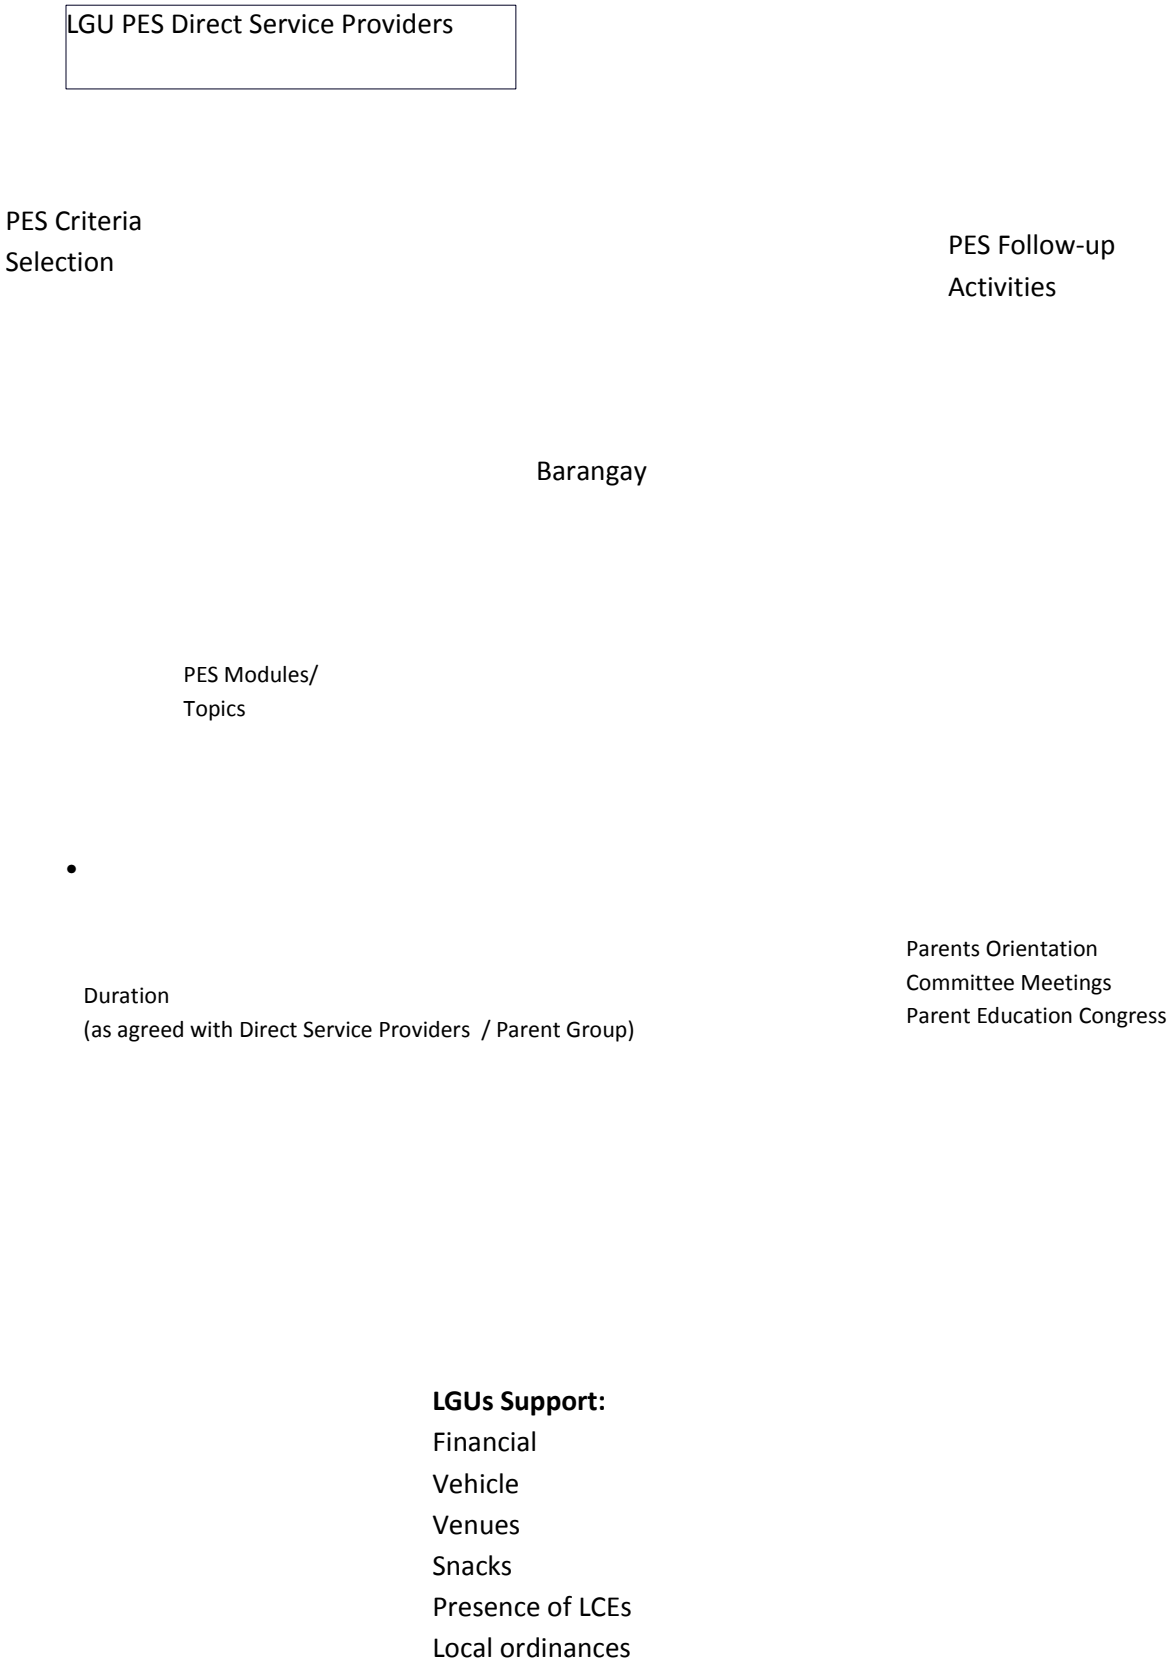 LGU PES Direct Service Providers
PES Criteria
Selection
PES Follow-up
Activities
Barangay
PES Modules/
Topics
•
Parents Orientation
Committee Meetings
Parent Education Congress
Duration
(as agreed with Direct Service Providers  / Parent Group)
LGUs Support:
Financial
Vehicle
Venues
Snacks
Presence of LCEs
Local ordinances